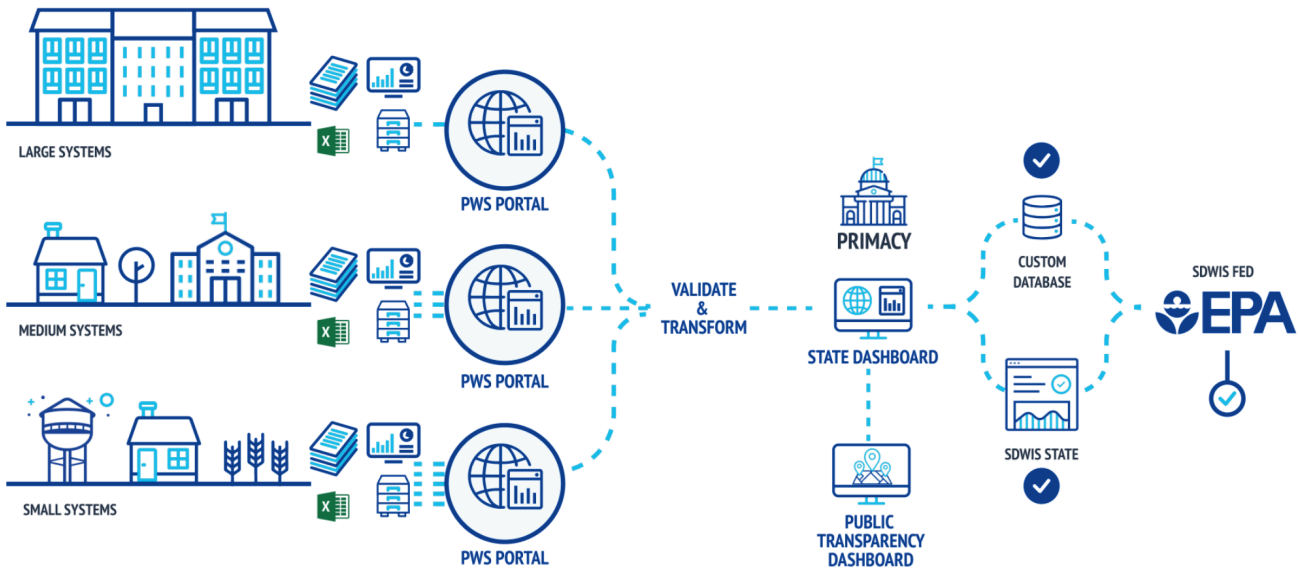 LARGE SYSTEMS
X
PWS PORTAL
MEDIUM SYSTEMS
X
PWS PORTAL
SMALL SYSTEMS
X
PWS PORTAL
VALIDATE
&
TRANSFORM
PRIMACY
STATE DASHBOARD
PUBLIC
TRANSPARENCY
DASHBOARD
CUSTOM
DATABASE
SDWIS STATE
SDWIS FED
EPA